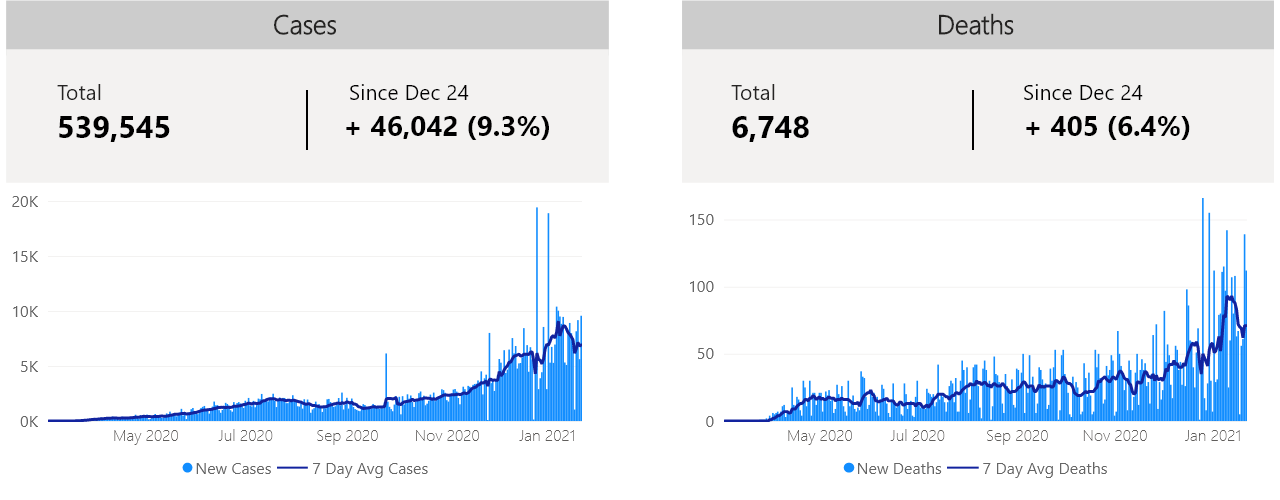 Cases
Total
539,545
Since Dec 24
+ 46,042 (9.3%)
20K
15K
10K
5K
0K
May 2020 Jul 2020 Sep 2020 Nov 2020 Jan 2021
New Cases 7 Day Avg Cases
Deaths
Total
6,748
Since Dec 24
+ 405 (6.4%)
150
100
50
0
May 2020 Jul 2020 Sep 2020 Nov 2020 Jan 2021
New Deaths 7 Day Avg Deaths